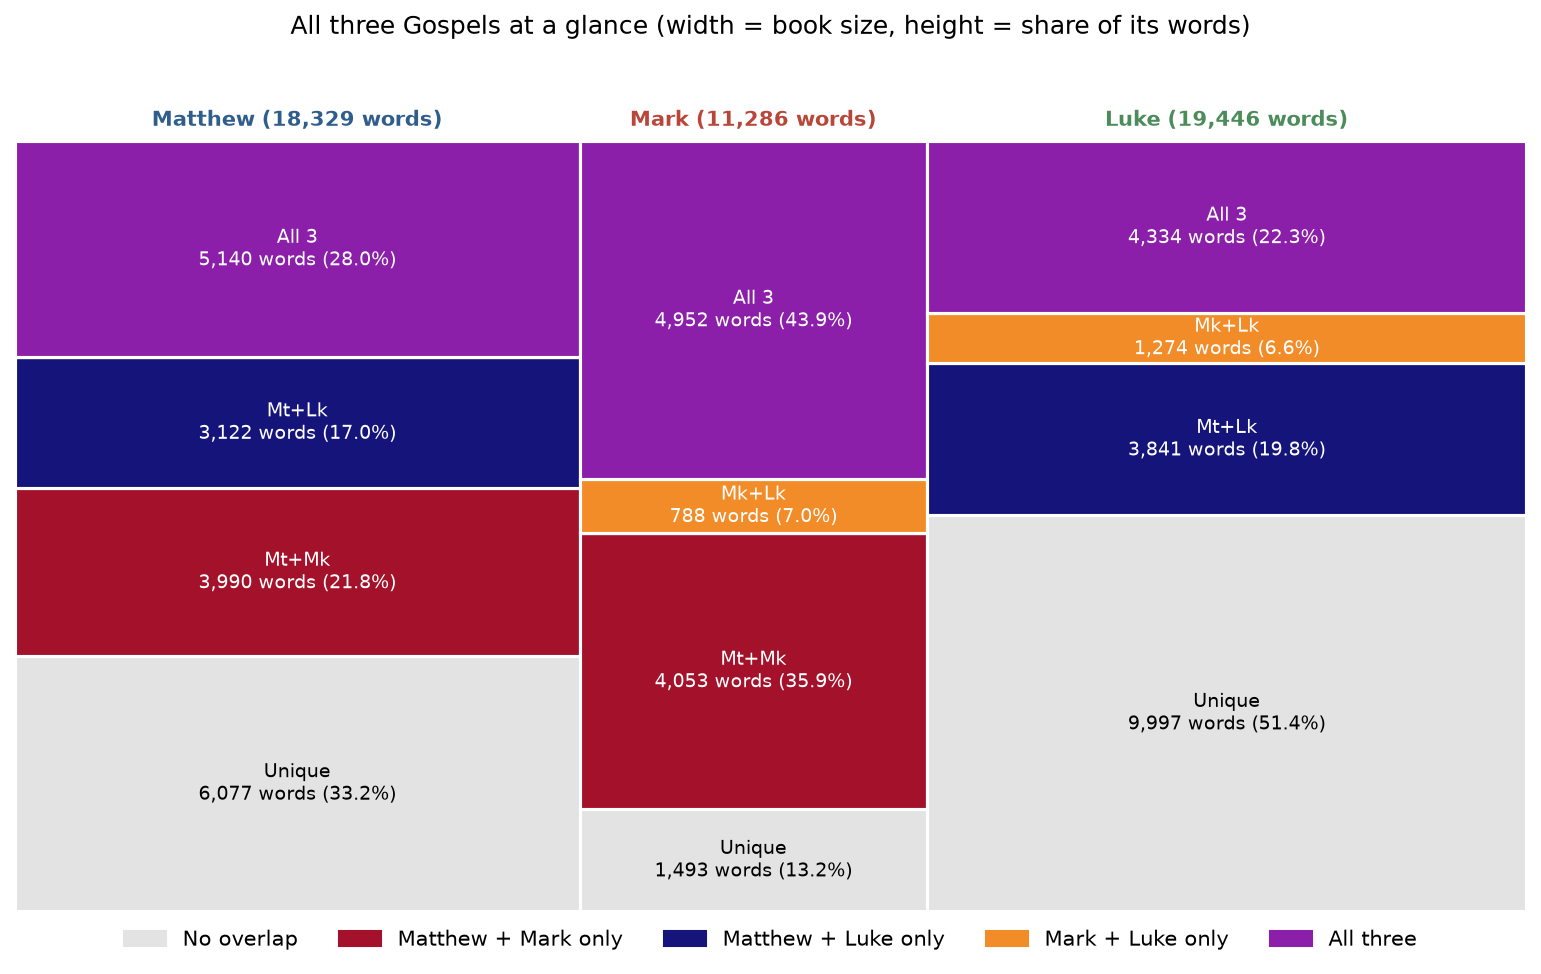 All three Gospels at a glance (width = book size, height = share of its words)
Matthew (18,329 words)
All 3
5,140 words (28.0%)
Mt+Lk
3,122 words (17.0%)
Mt+Mk
3,990 words (21.8%)
Unique
6,077 words (33.2%)
Mark (11,286 words)
All 3
4,952 words (43.9%)
Mk+Lk
788 words (7.0%)
Mt+Mk
4,053 words (35.9%)
Unique
1,493 words (13.2%)
Luke (19,446 words)
All 3
4,334 words (22.3%)
Mk+Lk
1,274 words (6.6%)
Mt+Lk
3,841 words (19.8%)
Unique
9,997 words (51.4%)
No overlap
Matthew + Mark only
Matthew + Luke only
Mark + Luke only
All three